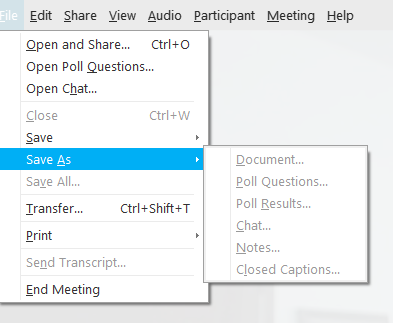 File Edit Share View Audio Participant Meeting Help
Open and Share... Ctrl+O
Open Poll Questions...
Open Chat...
Close Ctrl+W
Save
Save As
Save All...
Transfer... Ctrl+Shift+T
Print
Send Transcript...
End Meeting
Document...
Poll Questions...
Poll Results...
Chat...
Notes...
Closed Captions...